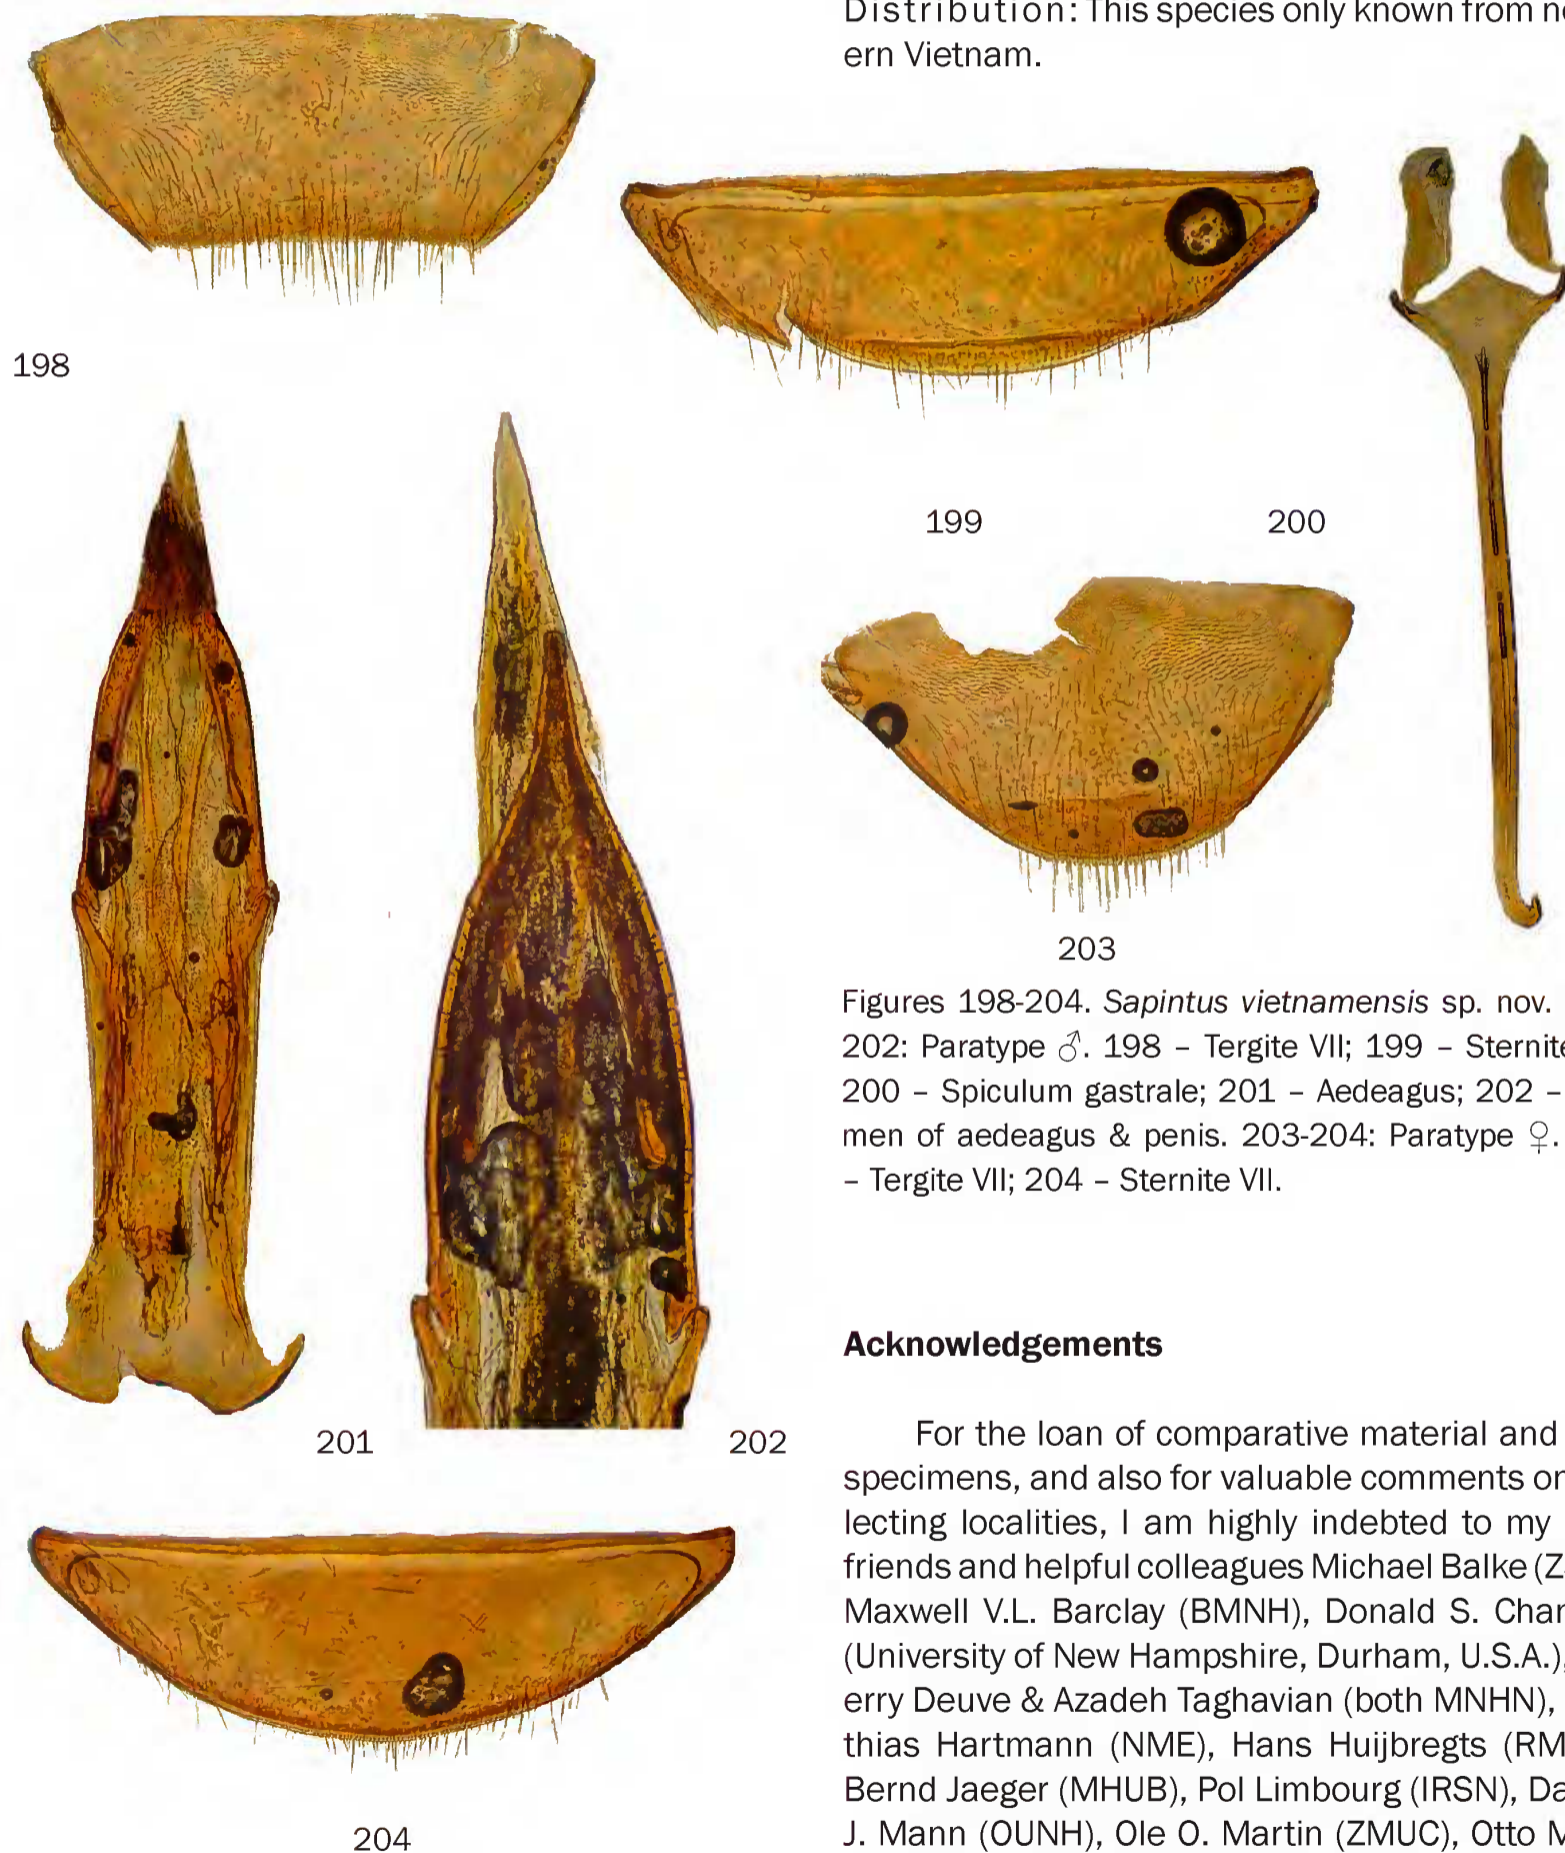 Distribution: This species only known from
ern Vietnam.
198
199
200
203
201
202
204
Figures 198-204. Sapintus vietnamensis sp. nov.
202: Paratype ♂. 198 – Tergite VII; 199 – Sternite
200 – Spiculum gastrale; 201 – Aedeagus; 202 –
men of aedeagus & penis. 203-204: Paratype ♀.
– Tergite VII; 204 – Sternite VII.
Acknowledgements
For the loan of comparative material and
specimens, and also for valuable comments on
lecting localities, I am highly indebted to my
friends and helpful colleagues Michael Balke
Maxwell V.L. Barclay (BMNH), Donald S.
(University of New Hampshire, Durham, U.S.A.),
erry Deuve & Azadeh Taghavian (both MNHN),
thias Hartmann (NME), Hans Huijbregts
Bernd Jaeger (MHUB), Pol Limbourg (IRSN),
J. Mann (OUNH), Ole O. Martin (ZMUC), Otto